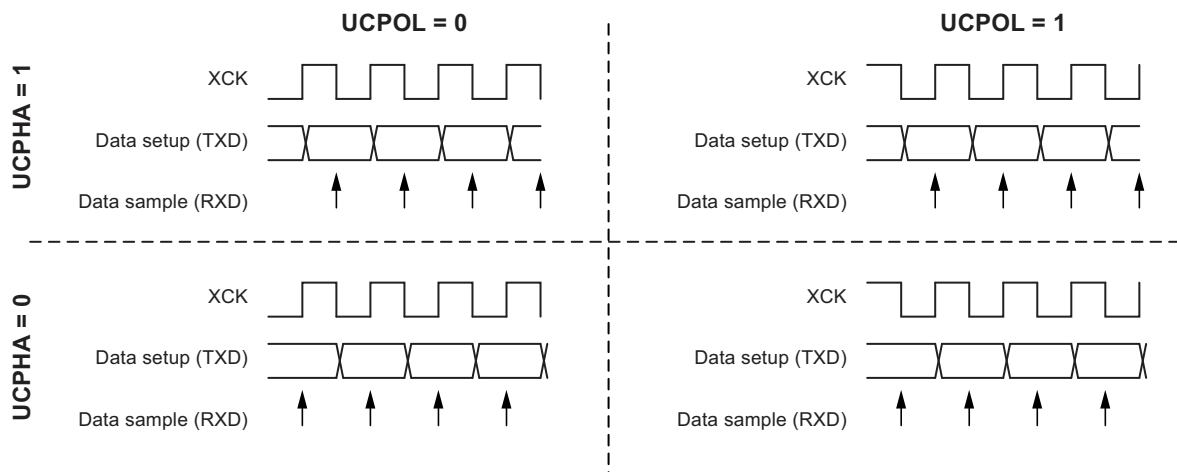 UCPOL = 0
UCPOL = 1
UCPHA = 1
XCK
Data setup (TXD)
Data sample (RXD)
XCK
Data setup (TXD)
Data sample (RXD)
UCPHA = 0
XCK
Data setup (TXD)
Data sample (RXD)
XCK
Data setup (TXD)
Data sample (RXD)